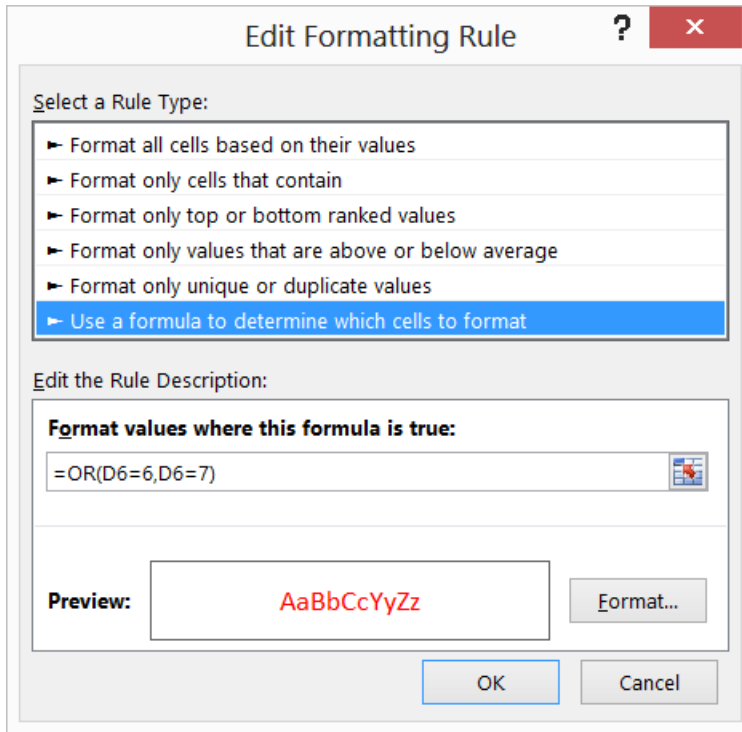 Edit Formatting Rule ? x
Select a Rule Type:
► Format all cells based on their values
► Format only cells that contain
► Format only top or bottom ranked values
► Format only values that are above or below average
► Format only unique or duplicate values
► Use a formula to determine which cells to format
Edit the Rule Description:
Format values where this formula is true:
=OR(D6=6,D6=7)
Preview: AaBbCcYyZz Format...
OK Cancel